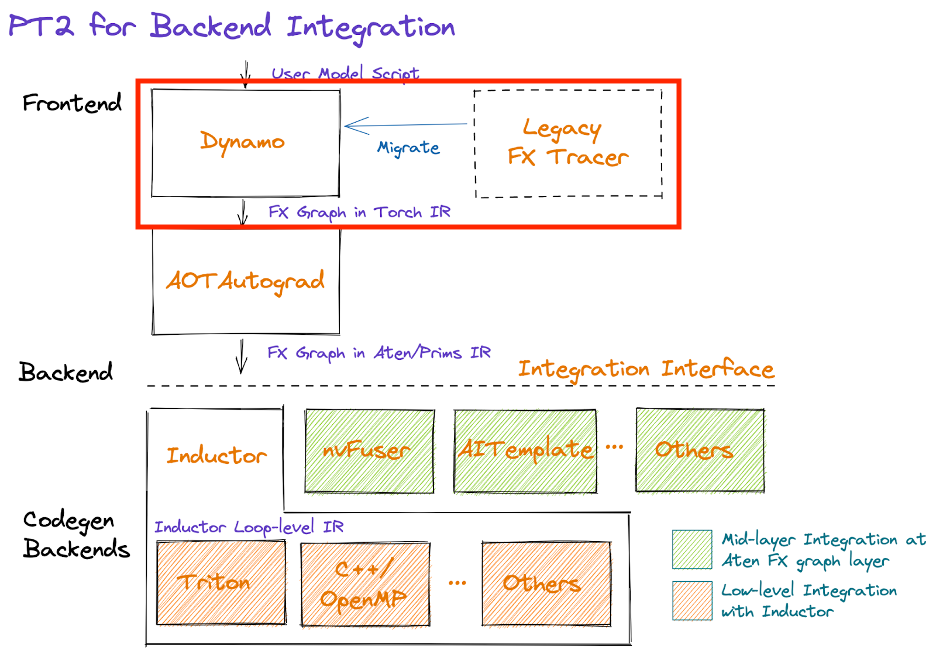 PT2 for Backend Integration
User Model Script
Frontend
Dynamo
Migrate
Legacy
FX Tracer
FX Graph in Torch IR
AOTAutograd
FX Graph in Aten/Prims IR
Backend
Integration Interface
Inductor
nvFuser
AITemplate
...
Others
Codegen
Backends
Inductor Loop-level IR
Triton
C++/
OpenMP
...
Others
Mid-layer Integration at
Aten FX graph layer
Low-level Integration
with Inductor